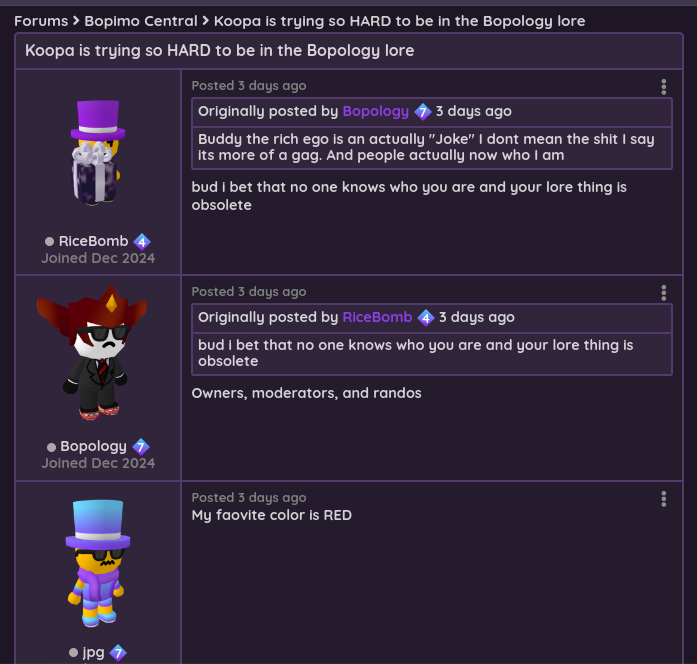 Forums > Bopimo Central > Koopa is trying so HARD to be in the Bopology lore
Koopa is trying so HARD to be in the Bopology lore
Posted 3 days ago
Originally posted by Bopology 7 3 days ago
Buddy the rich ego is an actually "Joke" I dont mean the shit I say
its more of a gag. And people actually now who I am
bud i bet that no one knows who you are and your lore thing is
obsolete
RiceBomb 4
Joined Dec 2024
Posted 3 days ago
Originally posted by RiceBomb 4 3 days ago
bud i bet that no one knows who you are and your lore thing is
obsolete
Owners, moderators, and randos
Bopology 7
Joined Dec 2024
Posted 3 days ago
My faovite color is RED
jpg 7